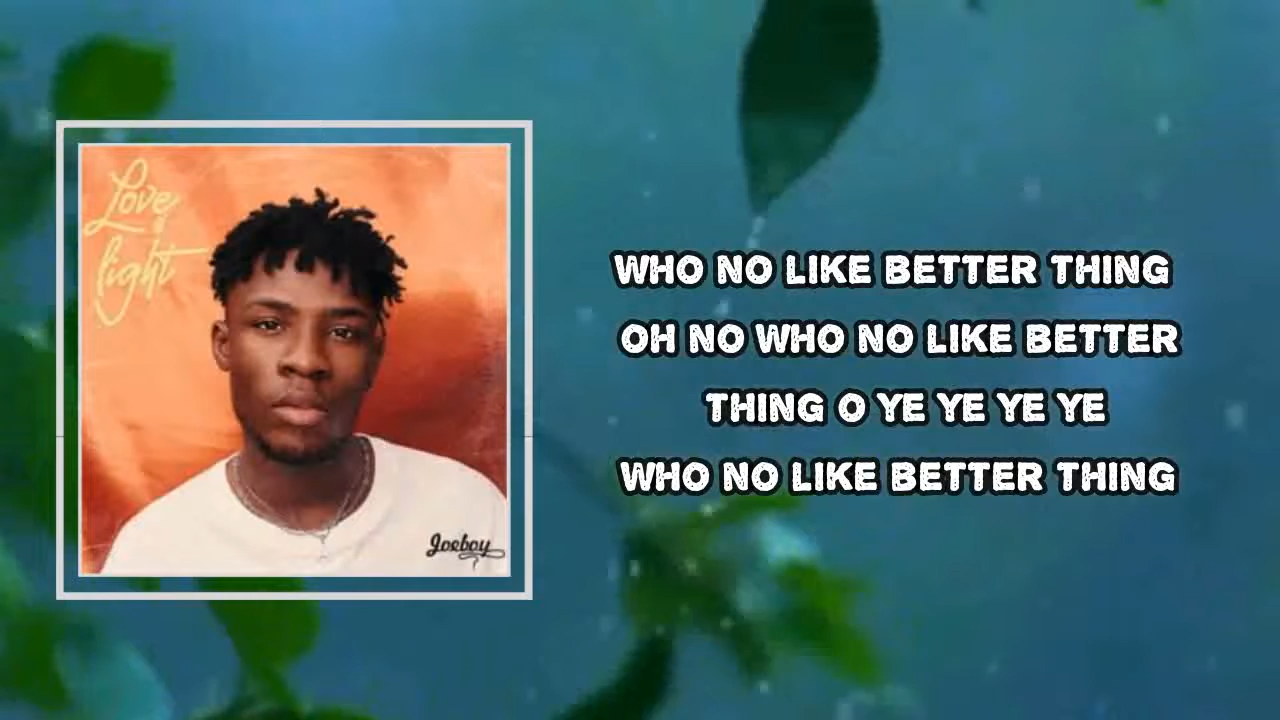 Love &
light
Joeboy
WHO NO LIKE BETTER THING
OH NO WHO NO LIKE BETTER
THING O YE YE YE YE
WHO NO LIKE BETTER THING